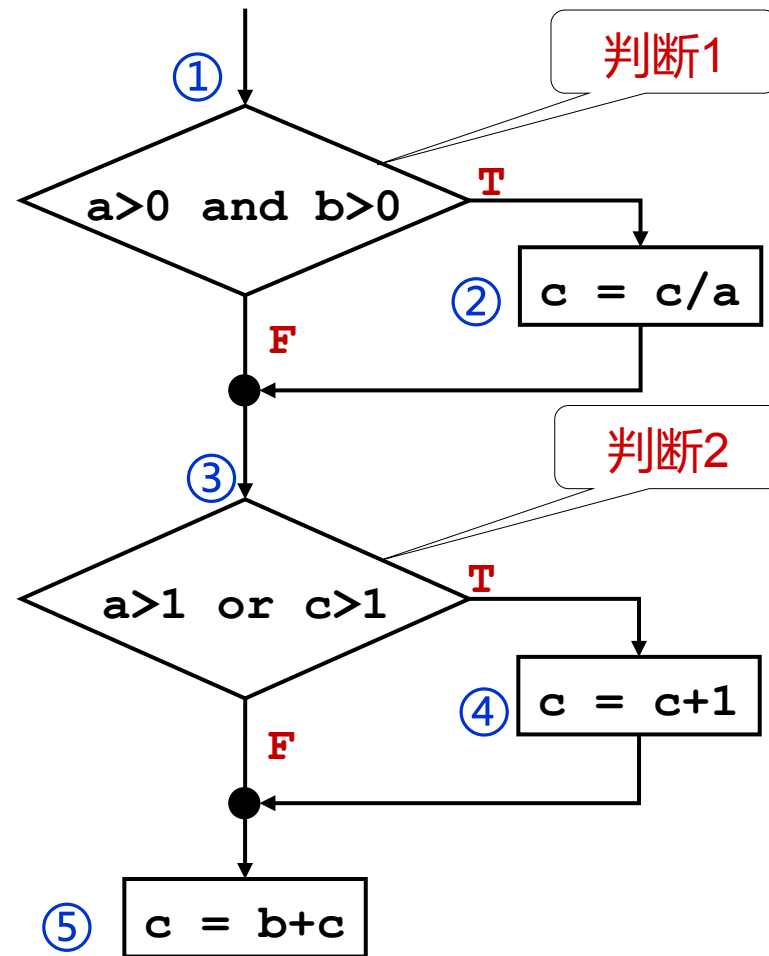 ①
判断1
a>0 and b>0
T
②
c = c/a
F
判断2
③
a>1 or c>1
T
④
c = c+1
F
⑤
c = b+c